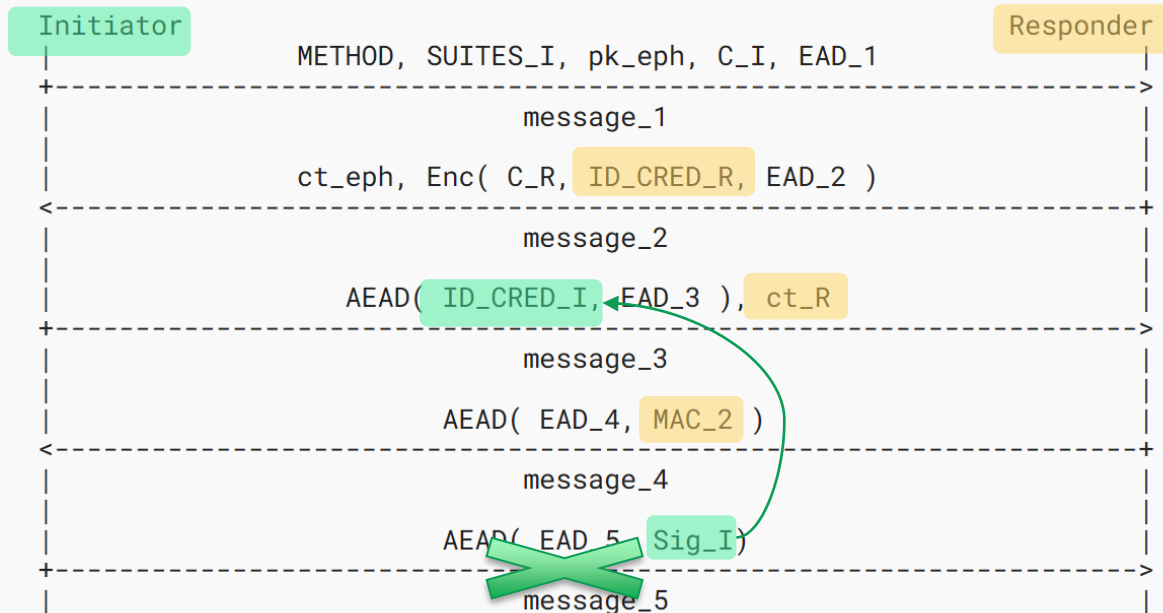 Initiator Responder
METHOD, SUITES_I, pk_eph, C_I, EAD_1
message_1
ct_eph, Enc( C_R, ID_CRED_R, EAD_2 )
message_2
AEAD( ID_CRED_I, EAD_3 ), ct_R
message_3
AEAD( EAD_4, MAC_2 )
message_4
AEAD( EAD_5 Sig_I)
message_5